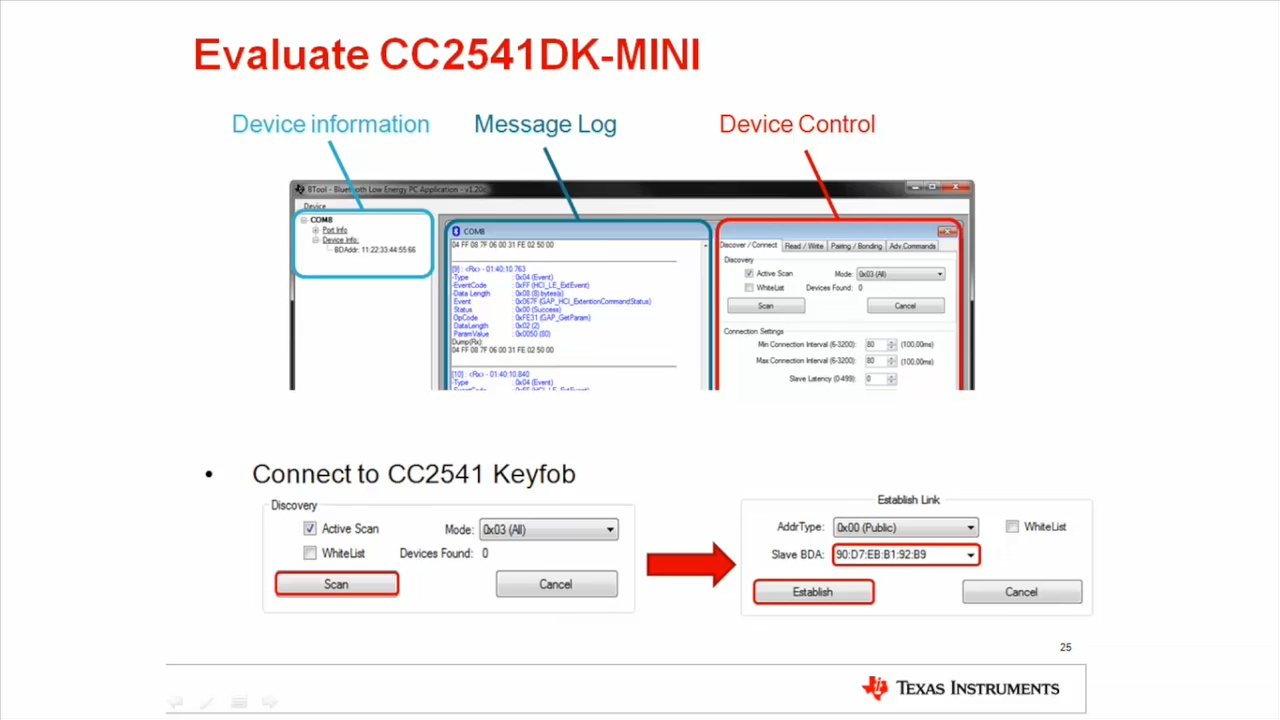 Evaluate CC2541DK-MINI
Device information
Message Log
Device Control
BTool - Bluetooth Low Energy PC Application - v1.20c
Device
COM8
Port Info
Device Info:
BDAddr: 11:22:33:44:55:66
COM8
04 FF 08 7F 06 00 31 FE 02 50 00
[9] : <Rx> - 01:40:10.763
-Type : 0x04 (Event)
-EventCode : 0xFF (HCI_LE_ExtEvent)
-Data Length : 0x08 (8) bytes(s)
Event : 0x067F (GAP_HCI_ExtentionCommandStatus)
Status : 0x00 (Success)
OpCode : 0xFE31 (GAP_GetParam)
DataLength : 0x02 (2)
ParamValue : 0x0050 (80)
Dump(Rx):
04 FF 08 7F 06 00 31 FE 02 50 00
[10] : <Rx> - 01:40:10.840
-Type : 0x04 (Event)
Discover / Connect Read / Write Pairing / Bonding Adv.Commands
Discovery
Active Scan Mode: 0x03 (All)
WhiteList Devices Found: 0
Scan Cancel
Connection Settings
Min Connection Interval (6-3200): 80 (100.00ms)
Max Connection Interval (6-3200): 80 (100.00ms)
Slave Latency (0-499): 0
• Connect to CC2541 Keyfob
Discovery
Active Scan Mode: 0x03 (All)
WhiteList Devices Found: 0
Scan Cancel
Establish Link
AddrType: 0x00 (Public) WhiteList
Slave BDA: 90:D7:EB:B1:92:B9
Establish Cancel
25
TEXAS INSTRUMENTS